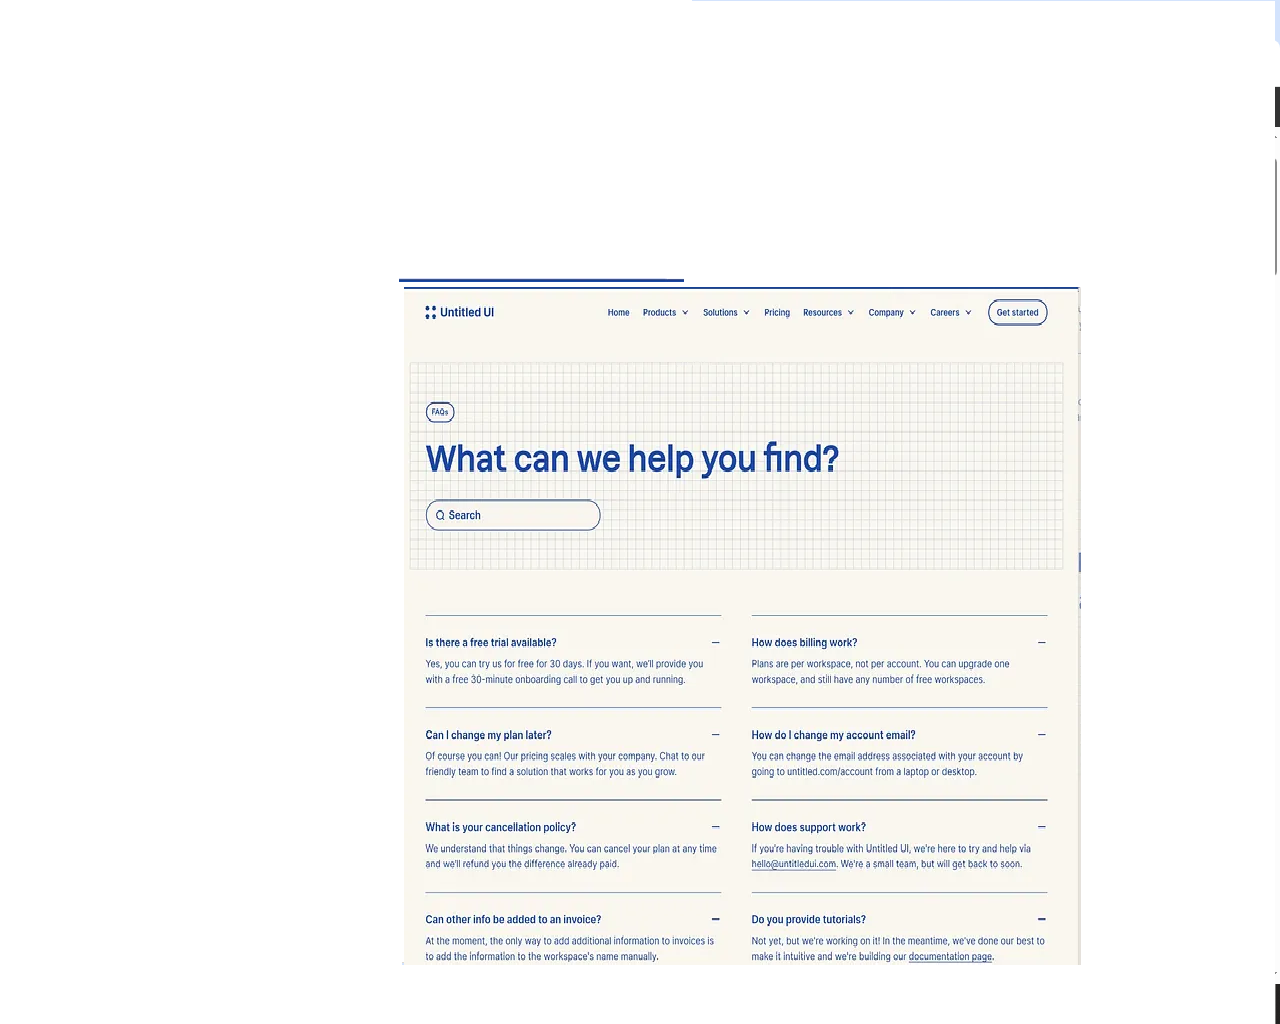 Untitled UI
Home Products Solutions Pricing Resources Company Careers Get started
FAQs
What can we help you find?
Search
Is there a free trial available?
Yes, you can try us for free for 30 days. If you want, we'll provide you
with a free 30-minute onboarding call to get you up and running.
How does billing work?
Plans are per workspace, not per account. You can upgrade one
workspace, and still have any number of free workspaces.
Can I change my plan later?
Of course you can! Our pricing scales with your company. Chat to our
friendly team to find a solution that works for you as you grow.
How do I change my account email?
You can change the email address associated with your account by
going to untitled.com/account from a laptop or desktop.
What is your cancellation policy?
We understand that things change. You can cancel your plan at any time
and we'll refund you the difference already paid.
How does support work?
If you're having trouble with Untitled UI, we're here to try and help via
hello@untitledui.com. We're a small team, but will get back to soon.
Can other info be added to an invoice?
At the moment, the only way to add additional information to invoices is
to add the information to the workspace's name manually.
Do you provide tutorials?
Not yet, but we're working on it! In the meantime, we've done our best to
make it intuitive and we're building our documentation page.